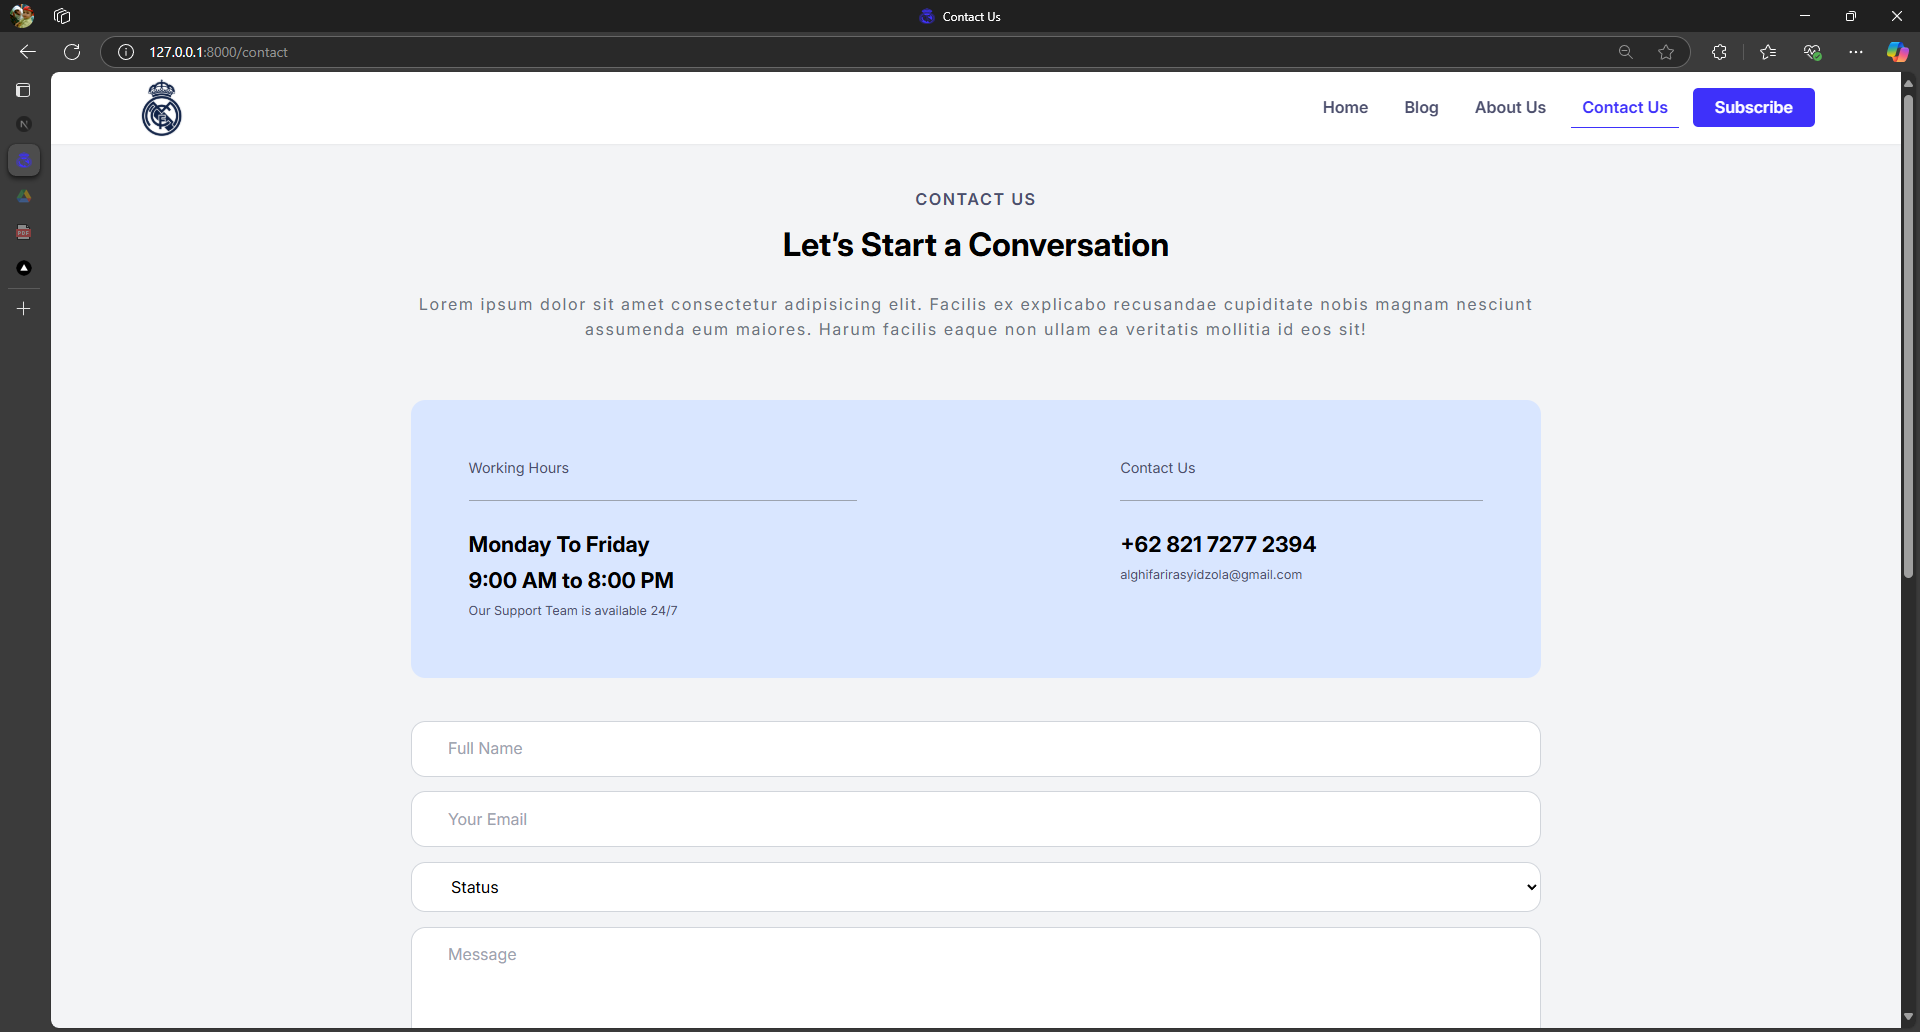 Contact Us
127.0.0.1:8000/contact
Home
Blog
About Us
Contact Us
Subscribe
CONTACT US
Let’s Start a Conversation
Lorem ipsum dolor sit amet consectetur adipisicing elit. Facilis ex explicabo recusandae cupiditate nobis magnam nesciunt
assumenda eum maiores. Harum facilis eaque non ullam ea veritatis mollitia id eos sit!
Working Hours
Monday To Friday
9:00 AM to 8:00 PM
Our Support Team is available 24/7
Contact Us
+62 821 7277 2394
alghifarirasyidzola@gmail.com
Full Name
Your Email
Status
Message